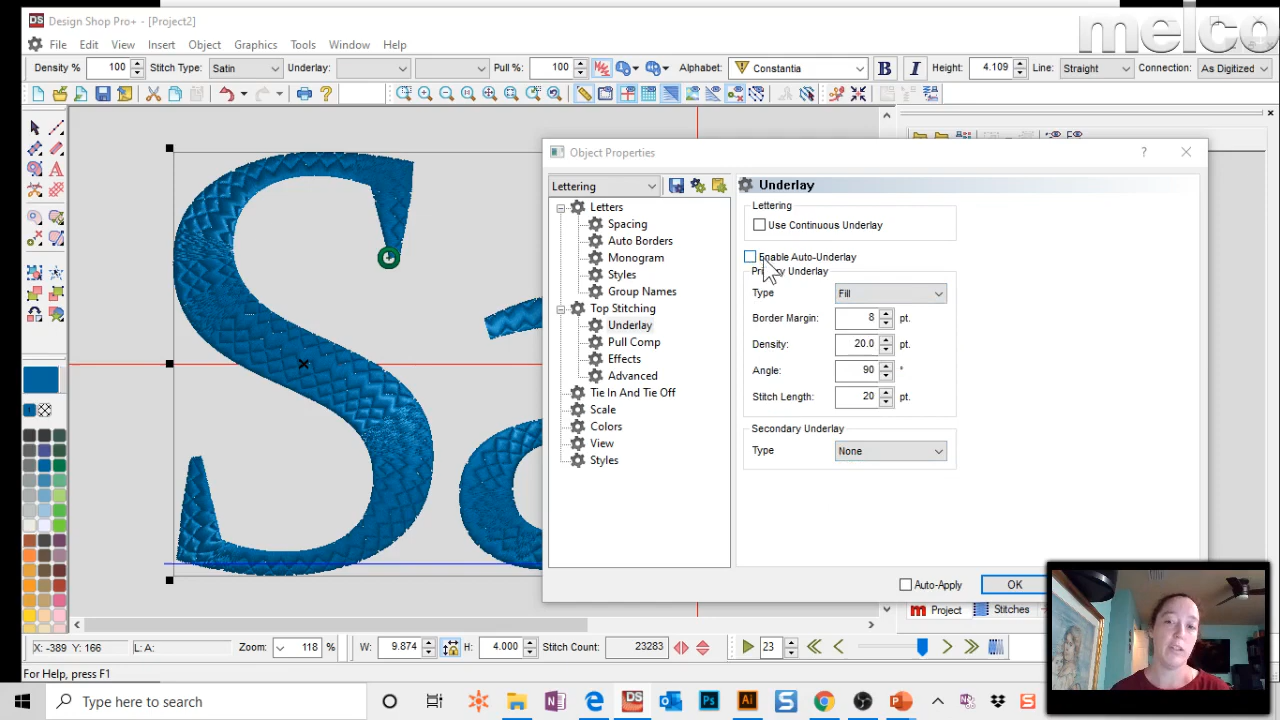 melco
DS Design Shop Pro+ - [Project2]
File Edit View Insert Object Graphics Tools Window Help
Density % 100 Stitch Type: Satin Underlay: Pull %: 100 Alphabet: Constantia B I Height: 4.109 Line: Straight Connection: As Digitized
Object Properties
Lettering
Letters
Spacing
Auto Borders
Monogram
Styles
Group Names
Top Stitching
Underlay
Pull Comp
Effects
Advanced
Tie In And Tie Off
Scale
Colors
View
Styles
Underlay
Lettering
Use Continuous Underlay
Enable Auto-Underlay
Underlay
Type Fill
Border Margin: 8 pt.
Density: 20.0 pt.
Angle: 90 °
Stitch Length: 20 pt.
Secondary Underlay
Type None
Auto-Apply OK
Sa
Project Stitches
X: -389 Y: 166 L: A: Zoom: 118 % W: 9.874 H: 4.000 Stitch Count: 23283 23
For Help, press F1
Type here to search